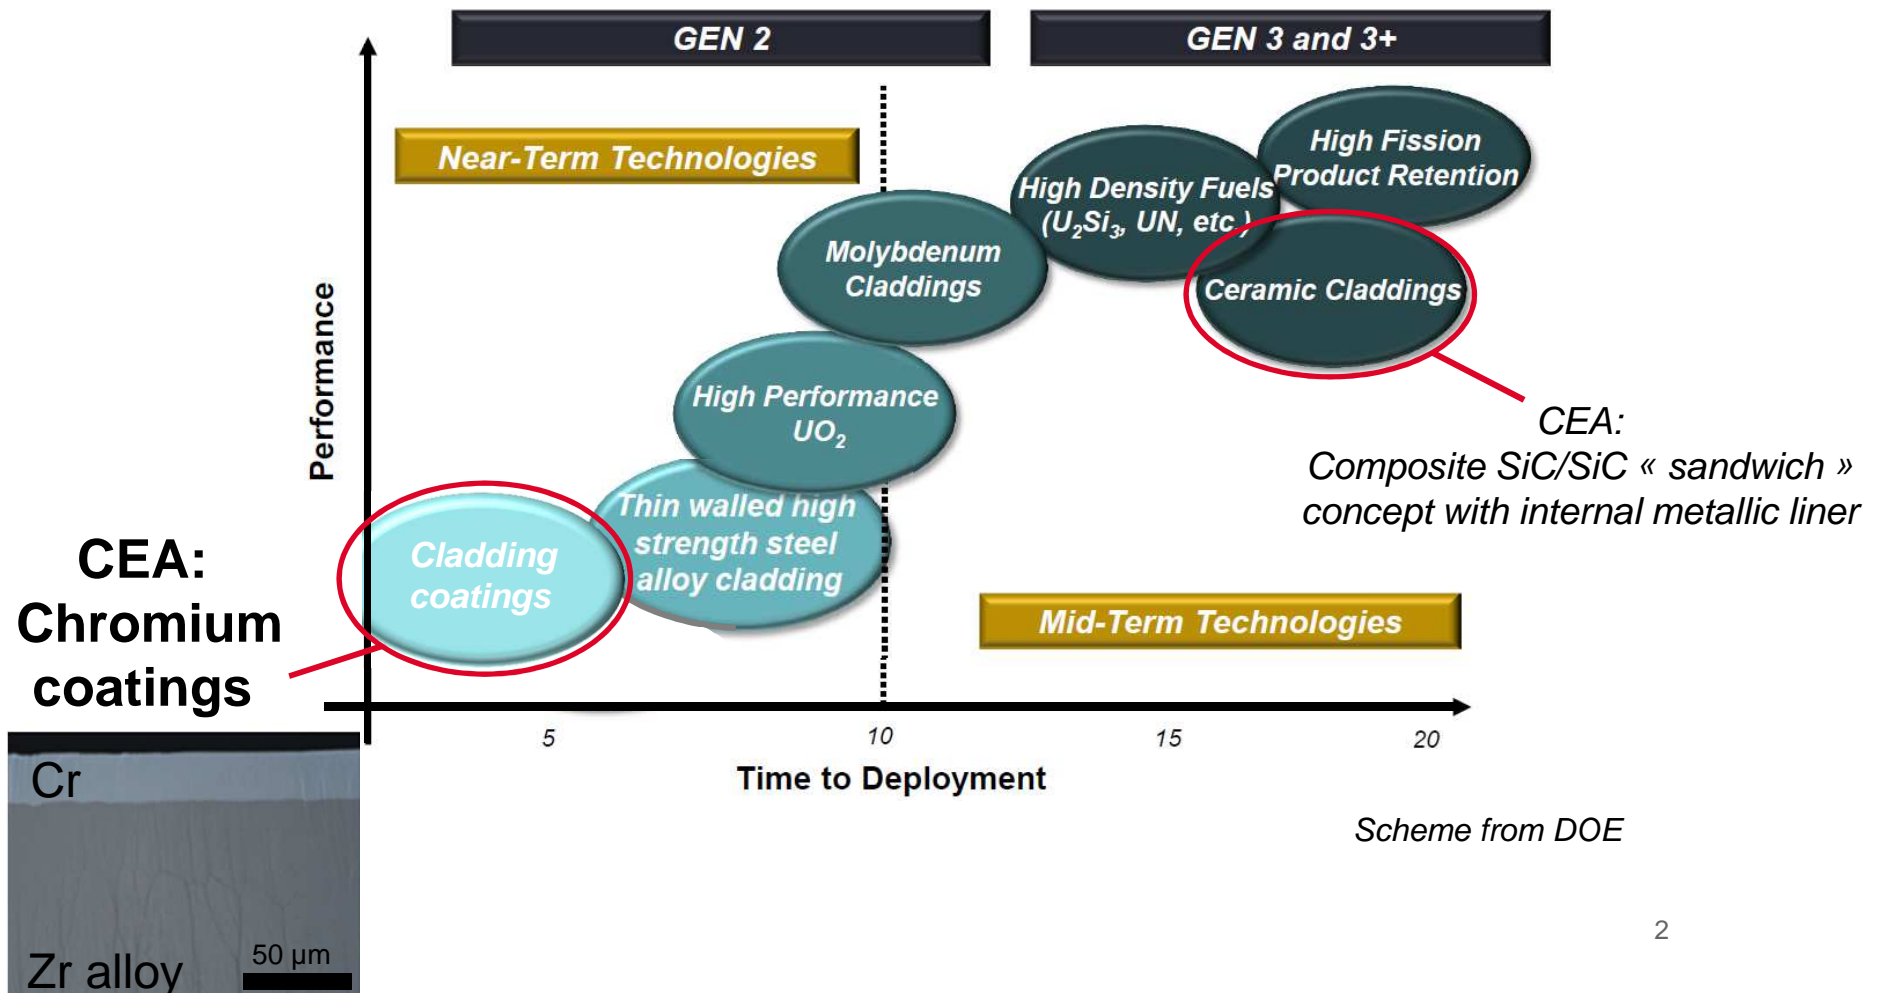 GEN 2
GEN 3 and 3+
Near-Term Technologies
High Fission
Product Retention
High Density Fuels
(U₂Si₃, UN, etc.)
Molybdenum
Claddings
Ceramic Claddings
Performance
High Performance
UO₂
CEA:
Composite SiC/SiC « sandwich »
concept with internal metallic liner
Thin walled high
strength steel
alloy cladding
Cladding
coatings
CEA:
Chromium
coatings
Mid-Term Technologies
5
10
15
20
Time to Deployment
Cr
Zr alloy
50 µm
Scheme from DOE
2